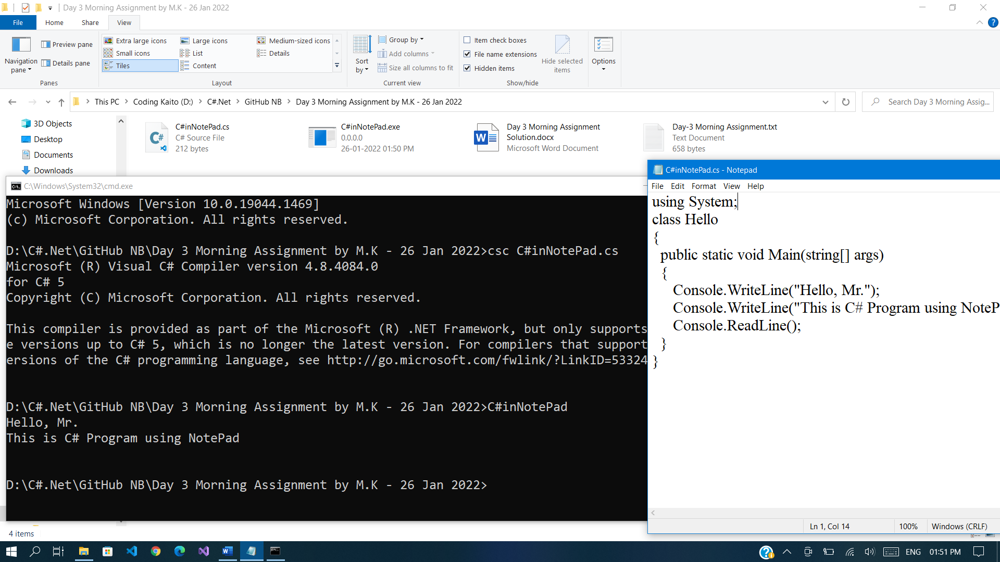 Day 3 Morning Assignment by M.K - 26 Jan 2022
File
Home
Share
View
Navigation
pane
Preview pane
Details pane
Panes
Extra large icons
Large icons
Medium-sized icons
Small icons
List
Details
Tiles
Content
Layout
Sort
by
Group by
Add columns
Size all columns to fit
Current view
Item check boxes
File name extensions
Hidden items
Hide selected
items
Show/hide
Options
This PC > Coding Kaito (D:) > C#.Net > GitHub NB > Day 3 Morning Assignment by M.K - 26 Jan 2022
Search Day 3 Morning Assig...
3D Objects
Desktop
Documents
Downloads
C#inNotePad.cs
C# Source File
212 bytes
C#inNotePad.exe
0.0.0.0
26-01-2022 01:50 PM
Day 3 Morning Assignment
Solution.docx
Microsoft Word Document
Day-3 Morning Assignment.txt
Text Document
658 bytes
C:\Windows\System32\cmd.exe
Microsoft Windows [Version 10.0.19044.1469]
(c) Microsoft Corporation. All rights reserved.
D:\C#.Net\GitHub NB\Day 3 Morning Assignment by M.K - 26 Jan 2022>csc C#inNotePad.cs
Microsoft (R) Visual C# Compiler version 4.8.4084.0
for C# 5
Copyright (C) Microsoft Corporation. All rights reserved.
This compiler is provided as part of the Microsoft (R) .NET Framework, but only supports
e versions up to C# 5, which is no longer the latest version. For compilers that support
ersions of the C# programming language, see http://go.microsoft.com/fwlink/?LinkID=53324
D:\C#.Net\GitHub NB\Day 3 Morning Assignment by M.K - 26 Jan 2022>C#inNotePad
Hello, Mr.
This is C# Program using NotePad
D:\C#.Net\GitHub NB\Day 3 Morning Assignment by M.K - 26 Jan 2022>
C#inNotePad.cs - Notepad
File Edit Format View Help
using System;
class Hello
{
public static void Main(string[] args)
{
Console.WriteLine("Hello, Mr.");
Console.WriteLine("This is C# Program using NoteP
Console.ReadLine();
}
}
Ln 1, Col 14
100%
Windows (CRLF)
4 items
ENG
01:51 PM